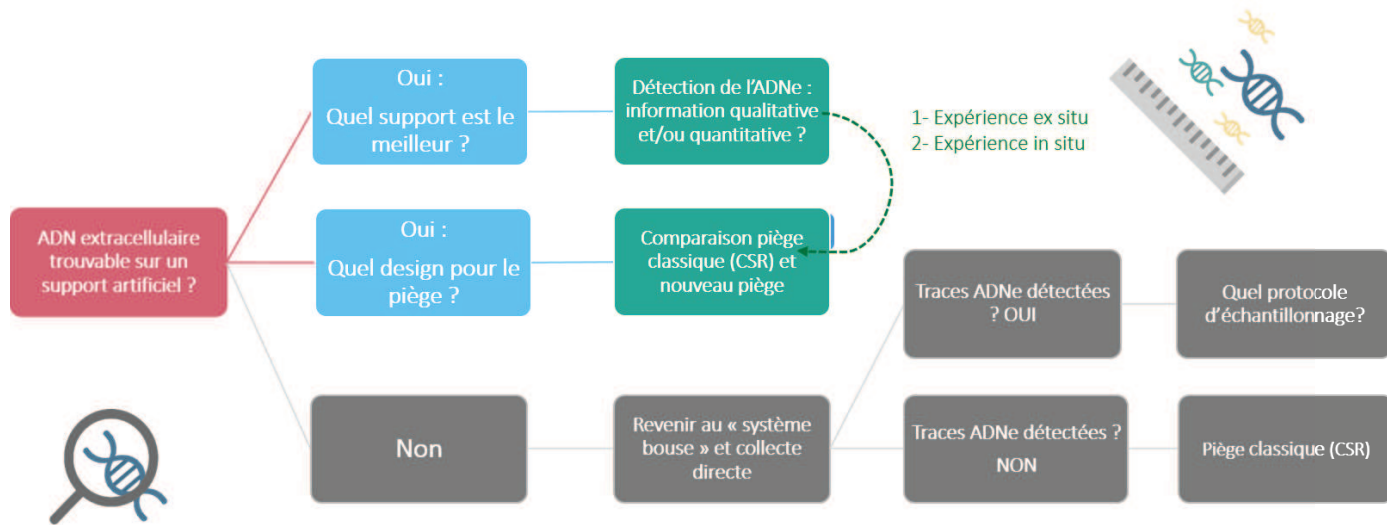 ADN extracellulaire
trouvable sur un
support artificiel ?
Oui :
Quel support est le
meilleur ?
Détection de l'ADNe :
information qualitative
et/ou quantitative ?
1- Expérience ex situ
2- Expérience in situ
Oui :
Quel design pour le
piège ?
Comparaison piège
classique (CSR) et
nouveau piège
Non
Revenir au « système
bouse » et collecte
directe
Traces ADNe détectées
? OUI
Quel protocole
d'échantillonnage?
Traces ADNe détectées ?
NON
Piège classique (CSR)